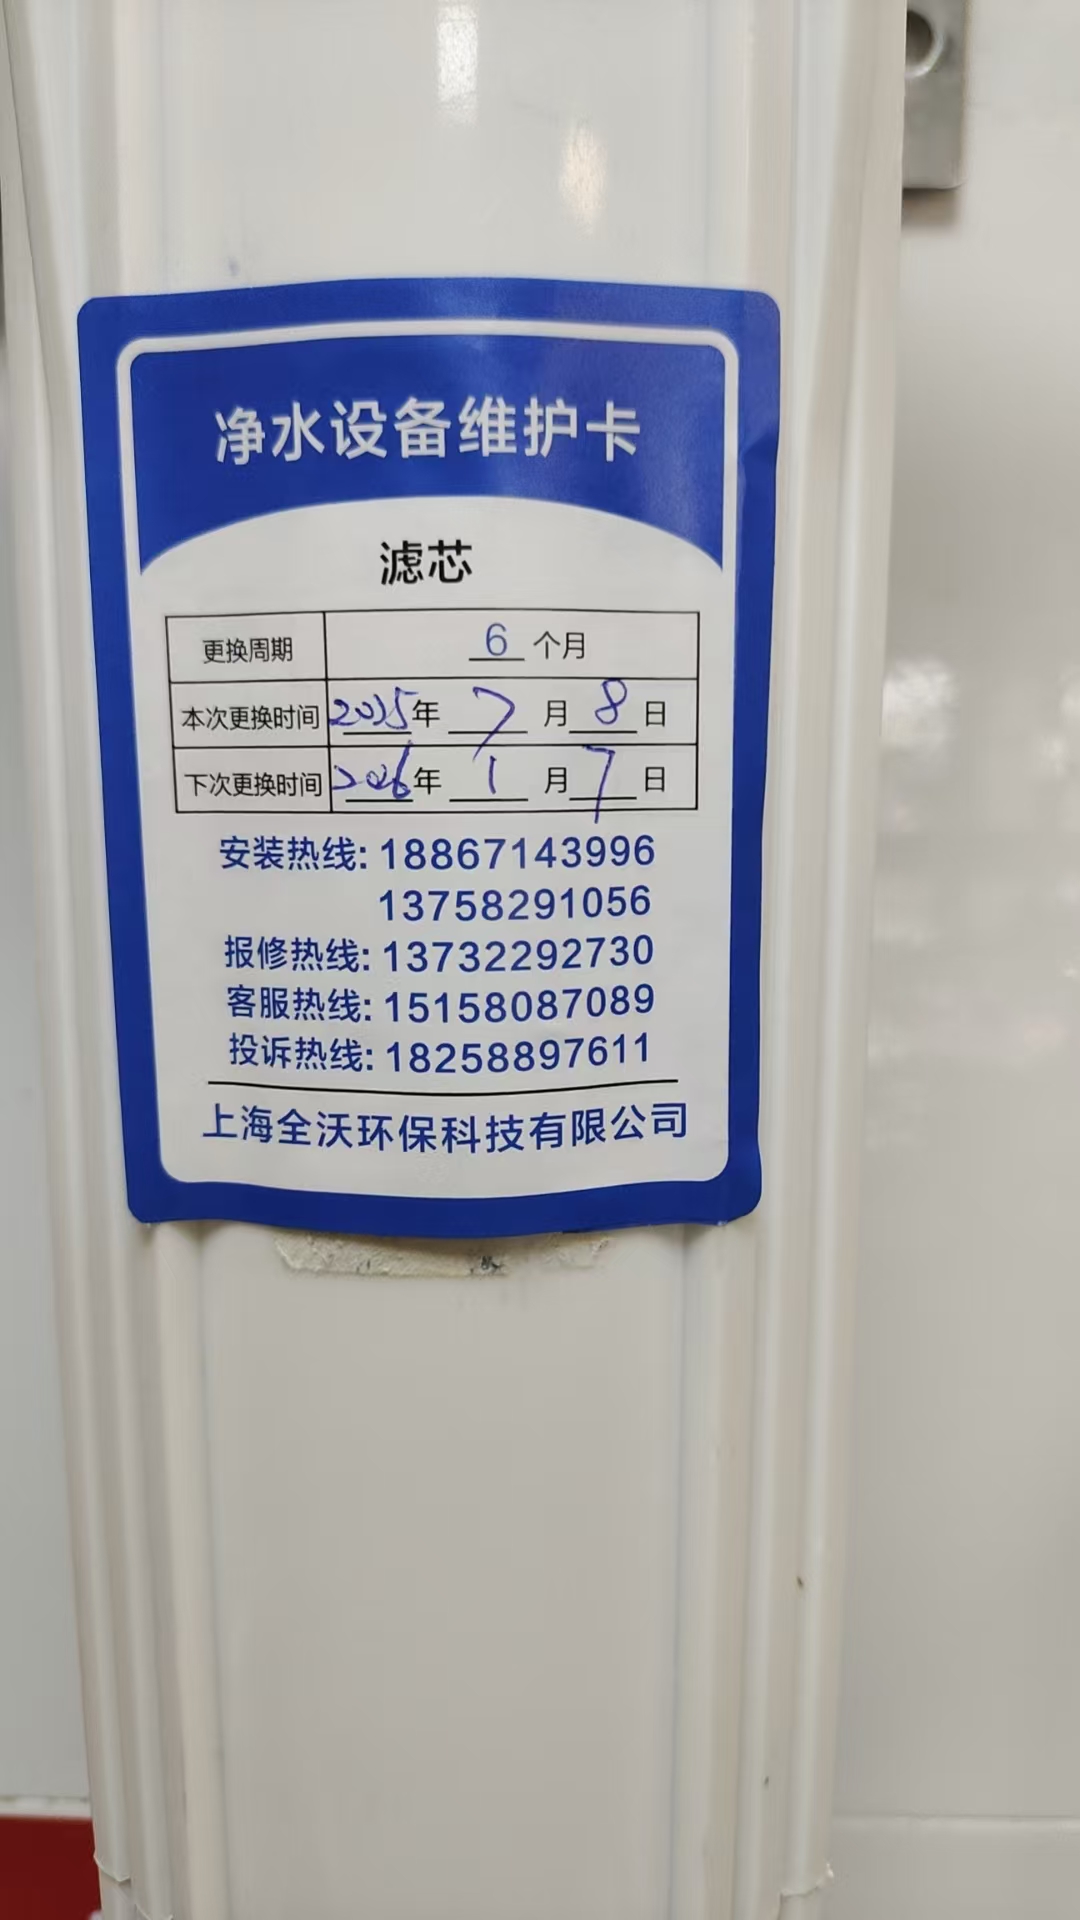 净水设备维护卡
滤芯
更换周期 6 个月
本次更换时间 2025年 7 月 8 日
下次更换时间 2026年 1 月 7 日
安装热线: 18867143996
13758291056
报修热线: 13732292730
客服热线: 15158087089
投诉热线: 18258897611
上海全沃环保科技有限公司